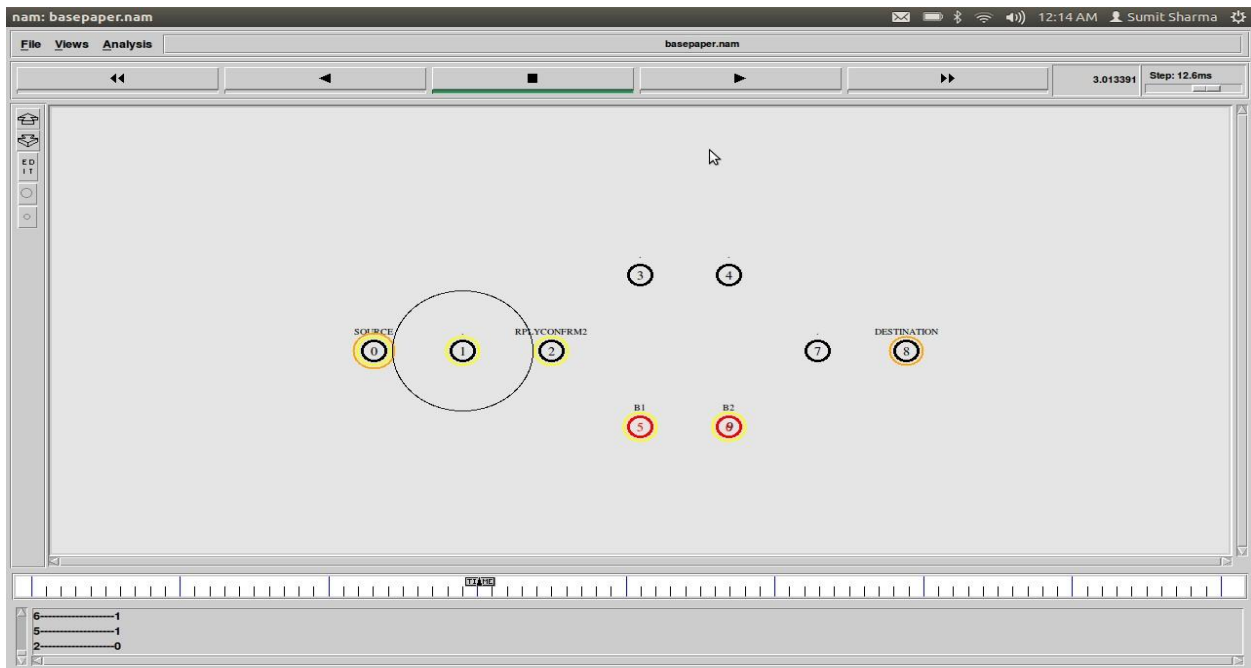 nam: basepaper.nam 12:14 AM Sumit Sharma
File Views Analysis basepaper.nam
3.013391 Step: 12.6ms
ED
IT
3 4
SOURCE RPLYCONFRM2 DESTINATION
0 1 2 7 8
B1 B2
5
TIME
6-------------------1
5-------------------1
2-------------------0